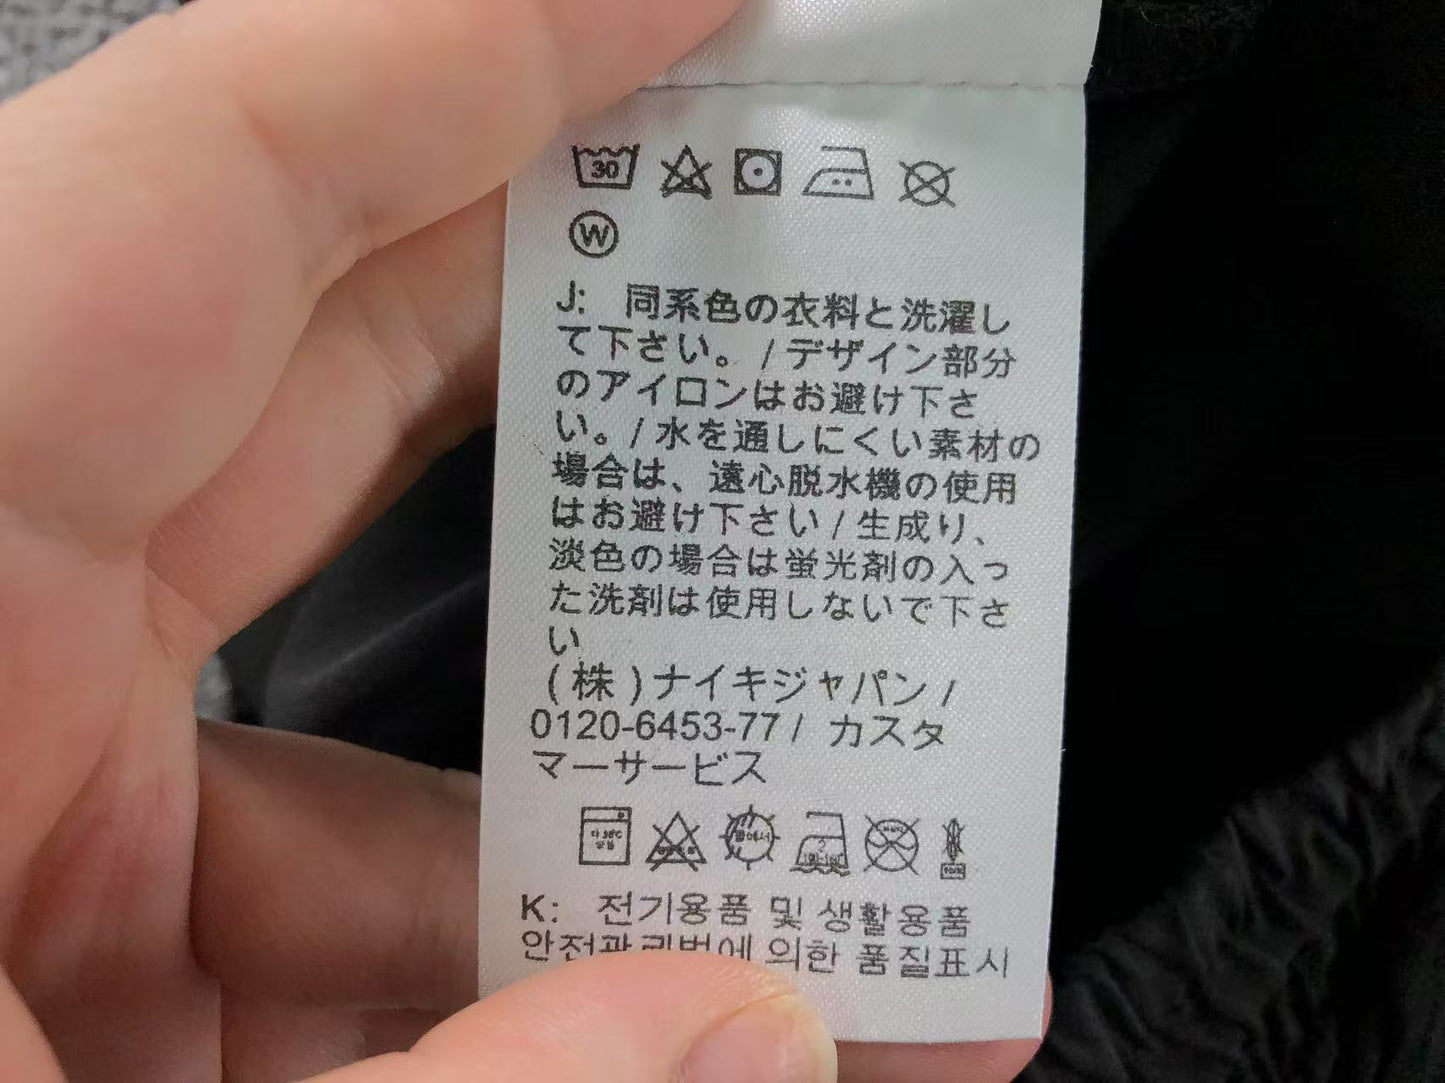 30
W
J: 同系色の衣料と洗濯し
て下さい。/デザイン部分
のアイロンはお避け下さ
い。/水を通しにくい素材の
場合は、遠心脱水機の使用
はお避け下さい/生成り、
淡色の場合は蛍光剤の入っ
た洗剤は使用しないで下さ
い
(株)ナイキジャパン/
0120-6453-77/ カスタ
マーサービス
K: 전기용품 및 생활용품
안전관리법에 의한 품질표시